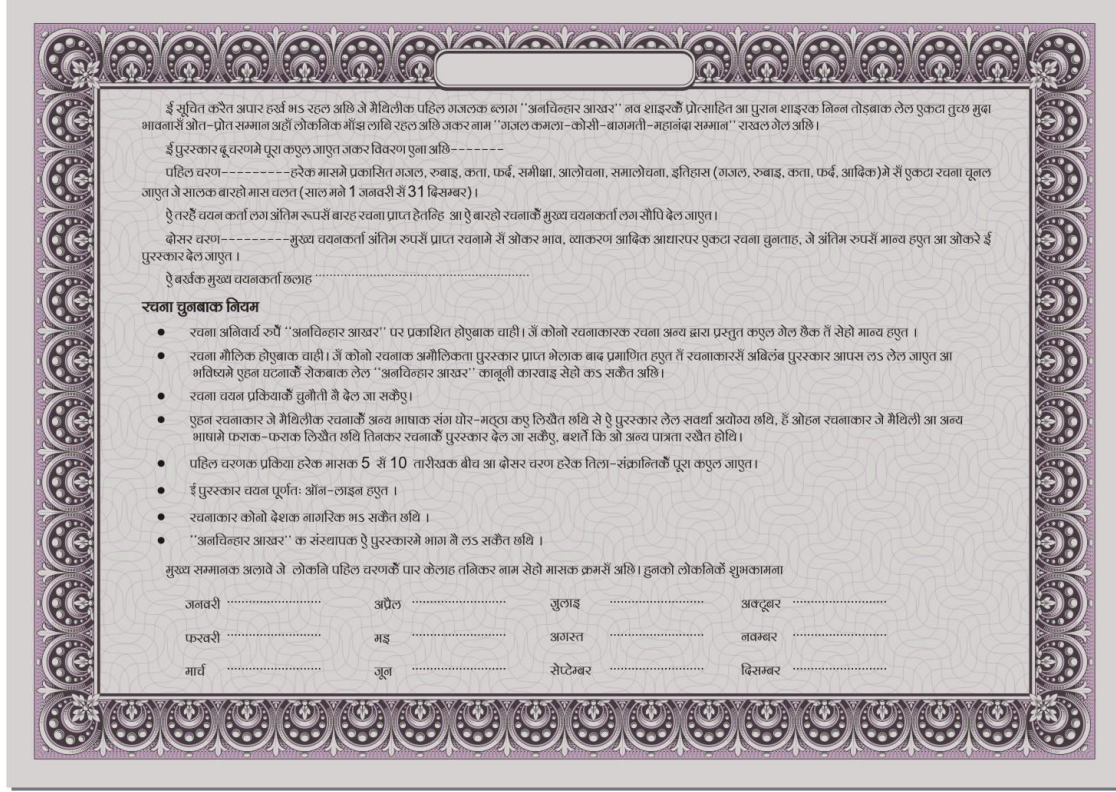 ई सूचित करैत अपार हर्ख भऽ रहल अछि जे मैथिलीक पहिल गजलक ब्लाग ''अनचिन्हार आखर'' नव शाइरकेँ प्रोत्साहित आ पुरान शाइरक निन्न तोड़बाक लेल एकटा तुच्छ मुदा
भावनासँ ओत-प्रोत सम्मान अहाँ लोकनिक माँझ लाबि रहल अछि जकर नाम ''गजल कमला-कोसी-बागमती-महानंदा सम्मान'' राखल गेल अछि।
ई पुरस्कार दू चरणमे पूरा कएल जाएत जकर विवरण एना अछि-------
पहिल चरण---------हरेक मासमे प्रकासित गजल, रुबाइ, कता, फर्द, समीक्षा, आलोचना, समालोचना, इतिहास (गजल, रुबाइ, कता, फर्द, आदिक)मे सँ एकटा रचना चूनल
जाएत जे सालक बारहो मास चलत (साल मने 1 जनवरी सँ 31 दिसम्बर)।
ऐ तरहेँ चयन कर्ता लग अंतिम रूपसँ बारह रचना प्राप्त हेतन्हि आ ऐ बारहो रचनाकेँ मुख्य चयनकर्ता लग सौपि देल जाएत।
दोसर चरण---------मुख्य चयनकर्ता अंतिम रुपसँ प्राप्त रचनामे सँ ओकर भाव, व्याकरण आदिक आधारपर एकटा रचना चुनताह, जे अंतिम रुपसँ मान्य हएत आ ओकरे ई
पुरस्कार देल जाएत ।
ऐ बर्खक मुख्य चयनकर्ता छलाह ......................................................
रचना चुनबाक नियम
● रचना अनिवार्य रुपेँ ''अनचिन्हार आखर'' पर प्रकाशित होएबाक चाही। जँ कोनो रचनाकारक रचना अन्य द्वारा प्रस्तुत कएल गेल छैक तँ सेहो मान्य हएत ।
● रचना मौलिक होएबाक चाही। जँ कोनो रचनाक अमौलिकता पुरस्कार प्राप्त भेलाक बाद प्रमाणित हएत तँ रचनाकारसँ अबिलंब पुरस्कार आपस लऽ लेल जाएत आ
भविष्यमे एहन घटनाकेँ रोकबाक लेल ''अनचिन्हार आखर'' कानूनी कारवाइ सेहो कऽ सकैत अछि।
● रचना चयन प्रकियाकेँ चुनौती नै देल जा सकैए।
● एहन रचनाकार जे मैथिलीक रचनाकेँ अन्य भाषाक संग घोर-मठ्ठा कए लिखैत छथि से ऐ पुरस्कार लेल सवर्था अयोग्य छथि, हँ ओहन रचनाकार जे मैथिली आ अन्य
भाषामे फराक-फराक लिखैत छथि तिनकर रचनाकेँ पुरस्कार देल जा सकैए, बशर्ते कि ओ अन्य पात्रता रखैत होथि।
● पहिल चरणक प्रकिया हरेक मासक 5 सँ 10 तारीखक बीच आ दोसर चरण हरेक तिला-संक्रान्तिकेँ पूरा कएल जाएत।
● ई पुरस्कार चयन पूर्णतः ऑन-लाइन हएत ।
● रचनाकार कोनो देशक नागरिक भऽ सकैत छथि ।
● ''अनचिन्हार आखर'' क संस्थापक ऐ पुरस्कारमे भाग नै लऽ सकैत छथि ।
मुख्य सम्मानक अलावे जे लोकनि पहिल चरणकेँ पार केलाह तनिकर नाम सेहो मासक क्रमसँ अछि। हुनको लोकनिकेँ शुभकामना
जनवरी ........................ अप्रैल ........................ जुलाइ ........................ अक्टूबर ........................
फरवरी ........................ मइ ........................ अगस्त ........................ नवम्बर ........................
मार्च ........................ जून ........................ सेप्टेम्बर ........................ दिसम्बर ........................